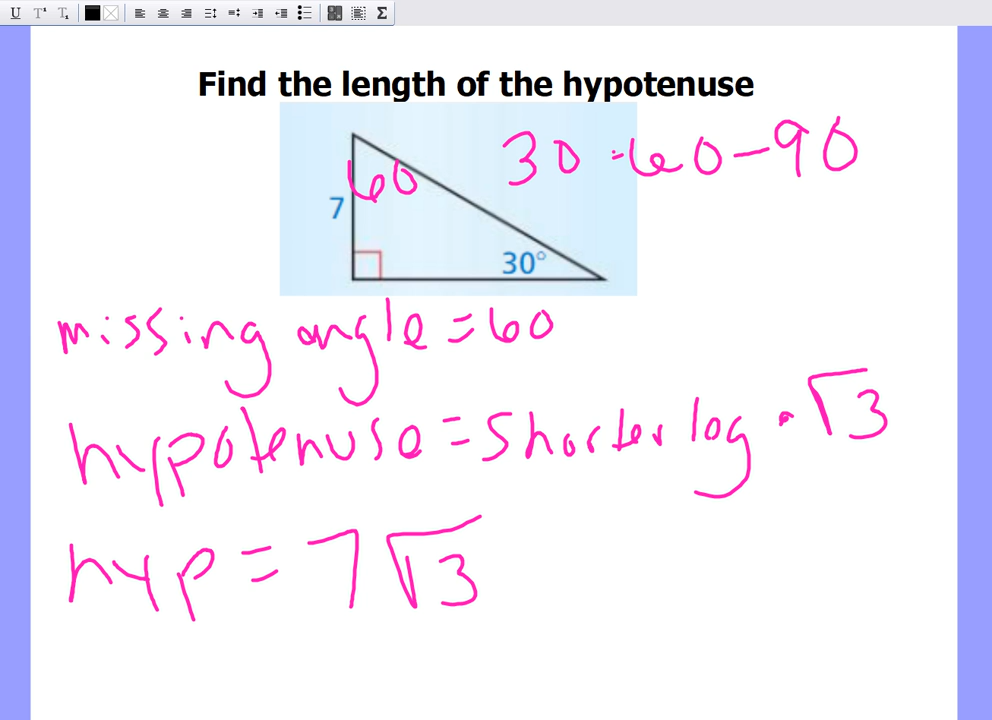 U T T Σ
Find the length of the hypotenuse
30-60-90
60
7
30°
missing angle = 60
hypotenuse = shorter leg · √3
hyp = 7√3